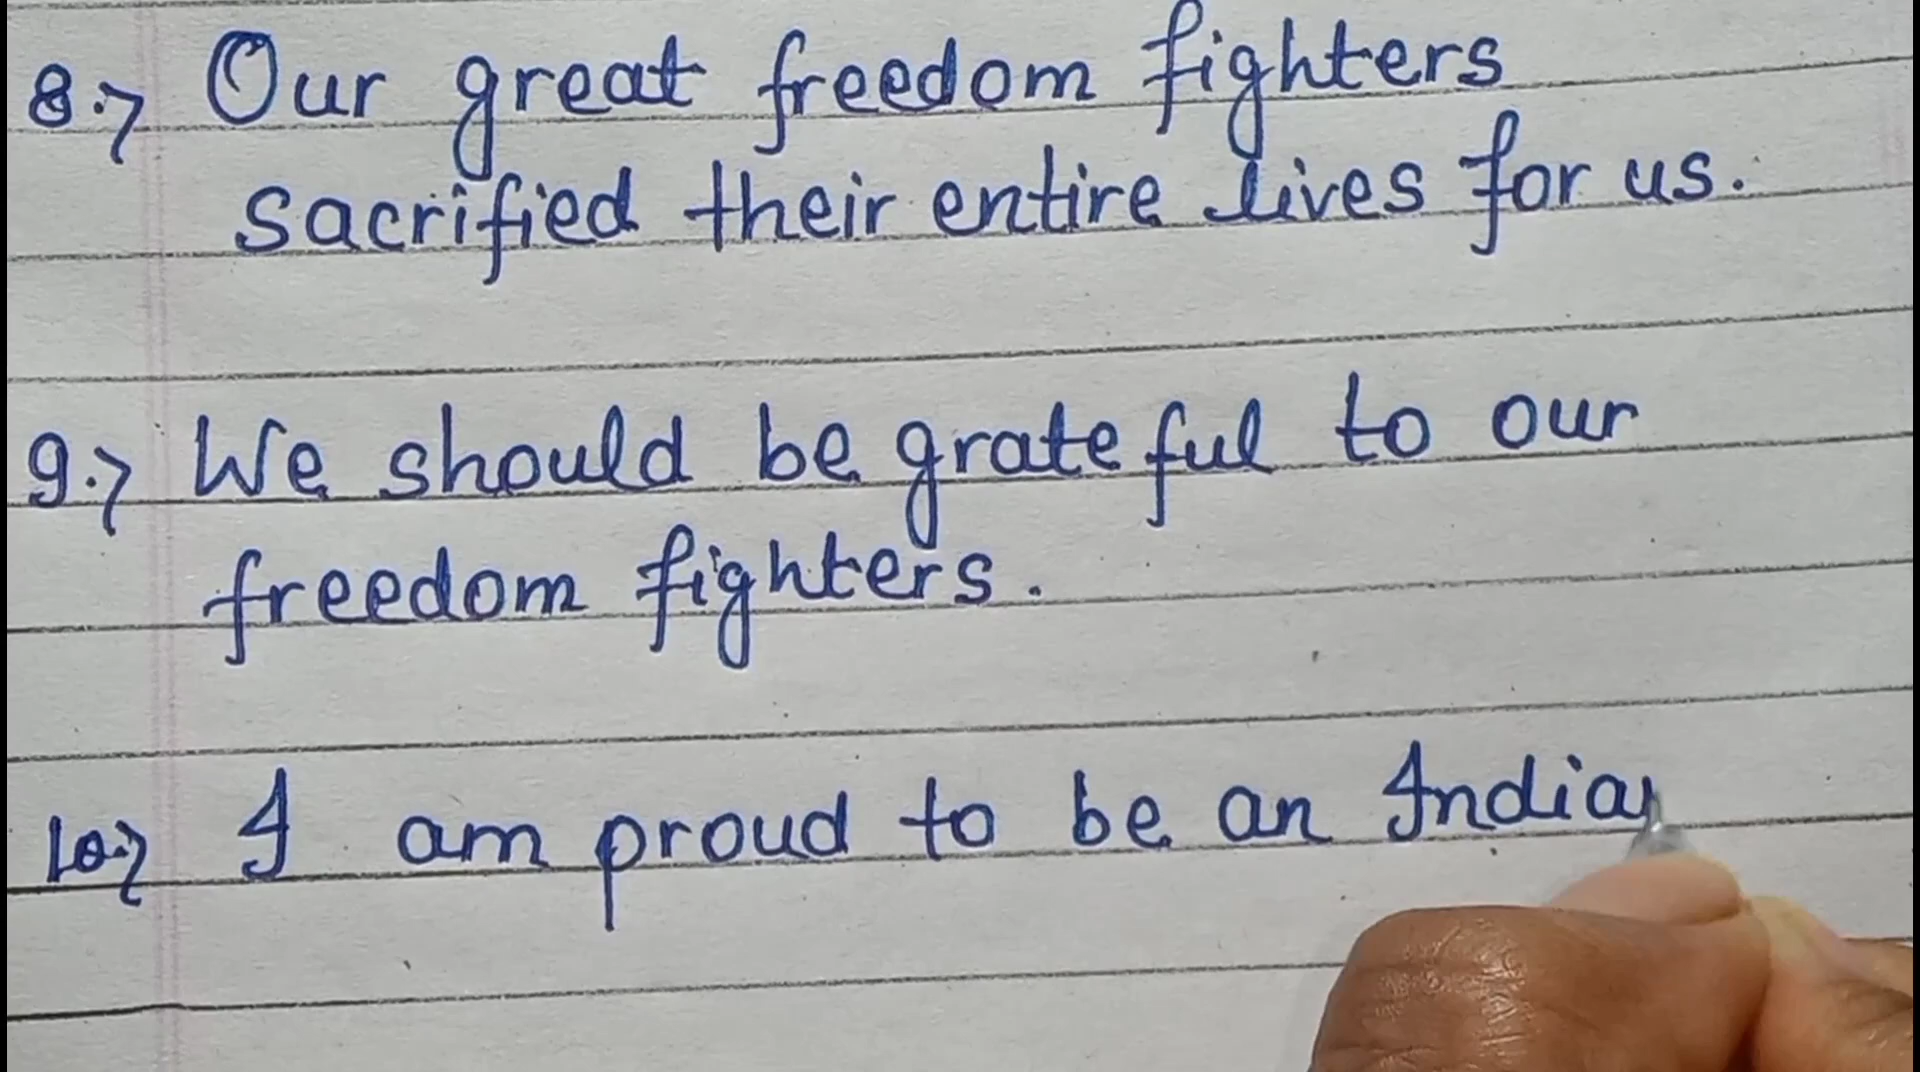 8.> Our great freedom fighters
sacrified their entire lives for us.
9.> We should be grateful to our
freedom fighters.
10.> I am proud to be an Indian